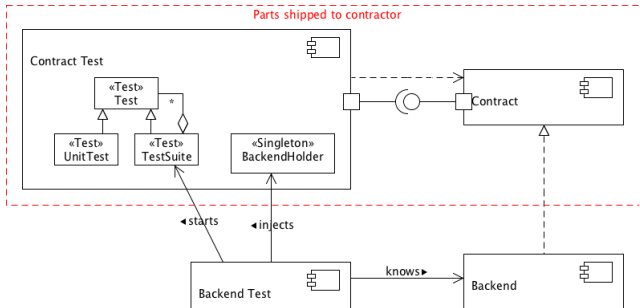 Parts shipped to contractor
Contract Test
«Test»
Test
*
«Test»
UnitTest
«Test»
TestSuite
«Singleton»
BackendHolder
Contract
◂starts
◂injects
Backend Test
knows▸
Backend